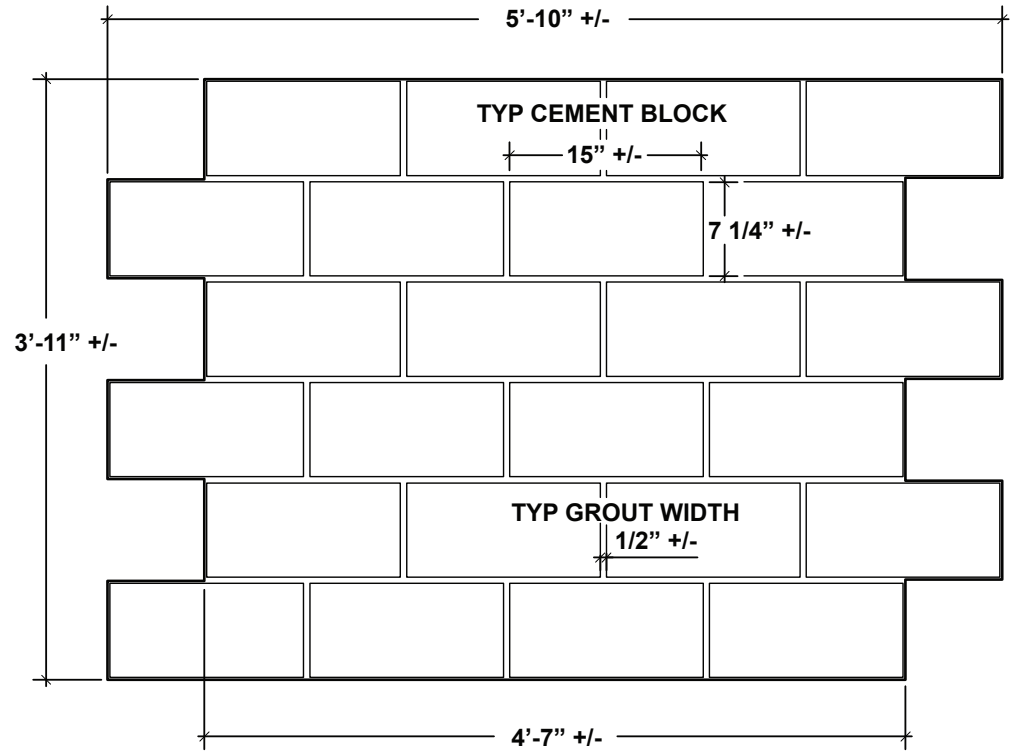 5’-10” +/-
TYP CEMENT BLOCK
15” +/-
7 1/4” +/-
3’-11” +/-
TYP GROUT WIDTH
1/2” +/-
4’-7” +/-